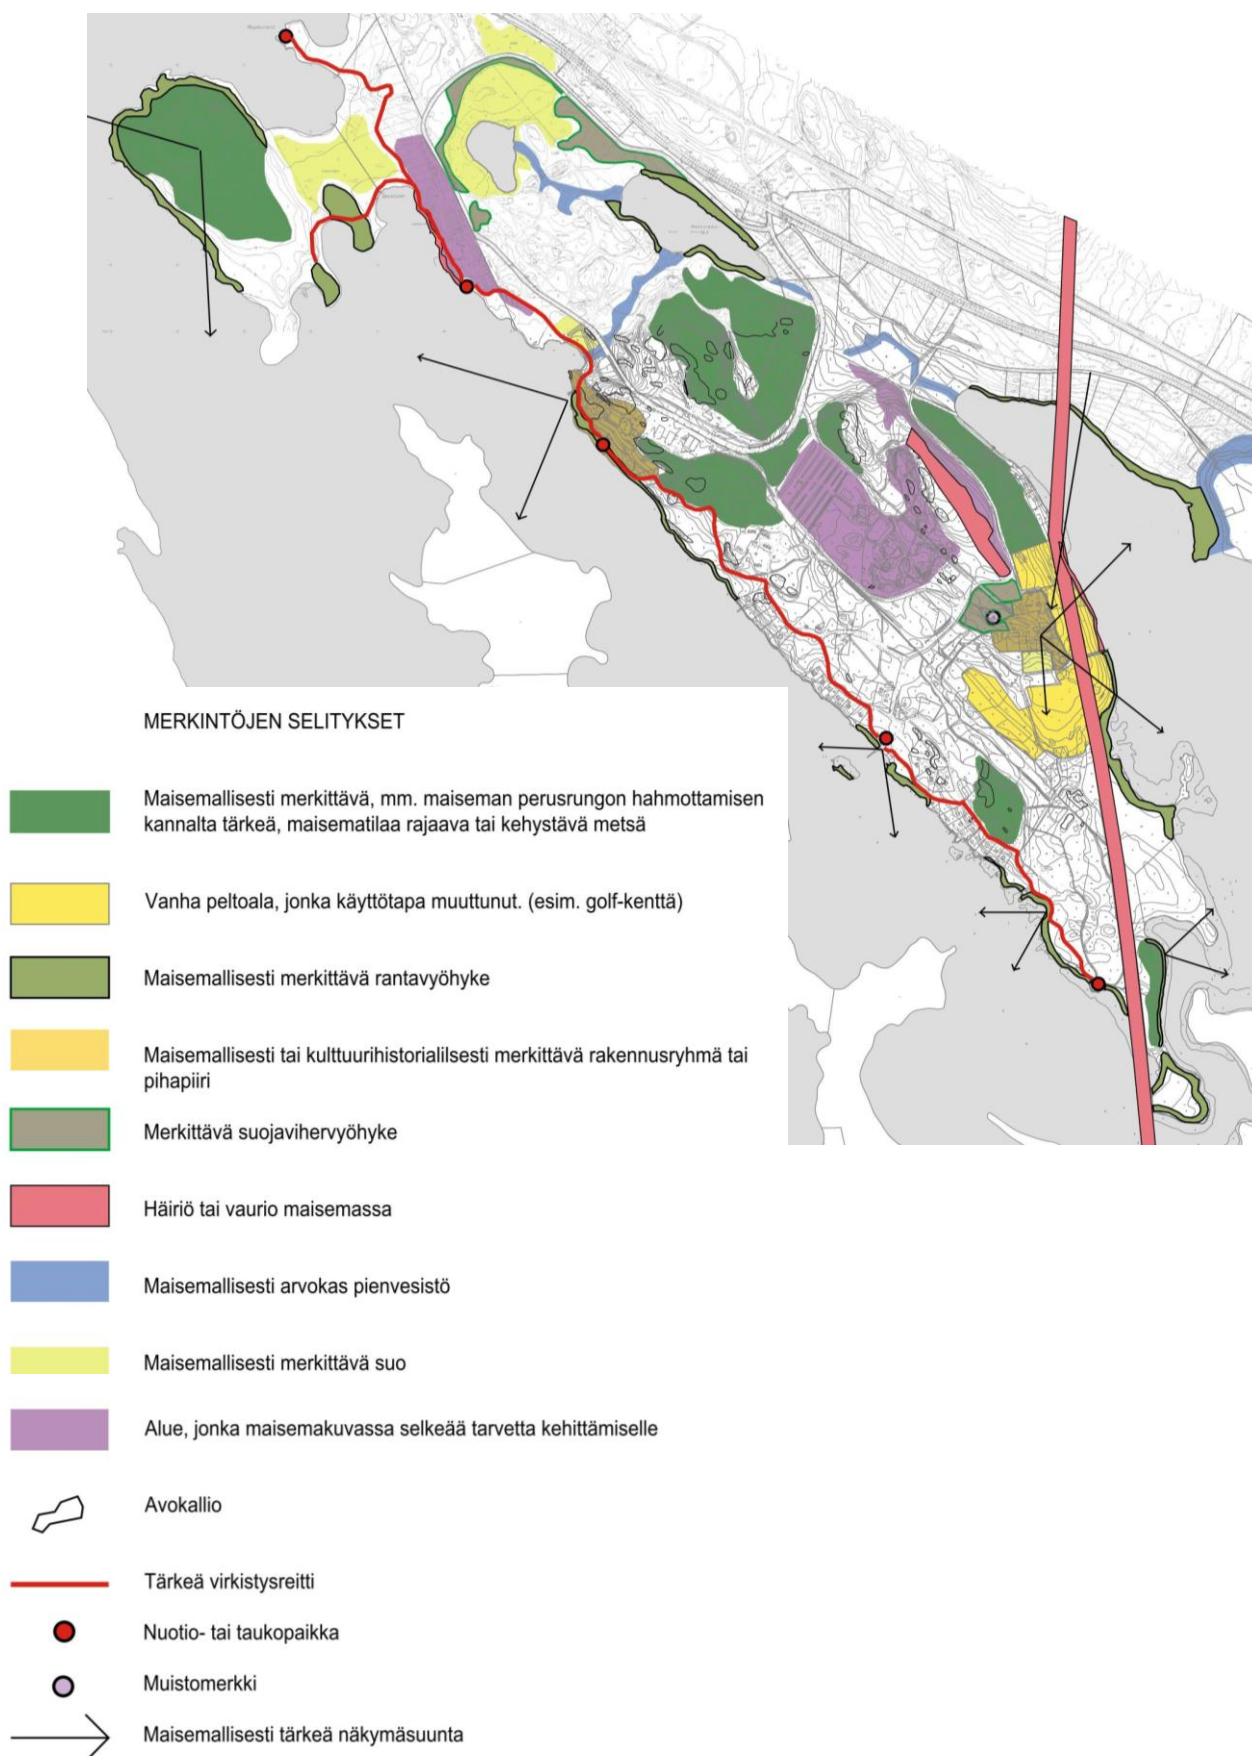 MERKINTÖJEN SELITYKSET
Maisemallisesti merkittävä, mm. maiseman perusrungon hahmottamisen
kannalta tärkeä, maisematilaa rajaava tai kehystävä metsä
Vanha peltoala, jonka käyttötapa muuttunut. (esim. golf-kenttä)
Maisemallisesti merkittävä rantavyöhyke
Maisemallisesti tai kulttuurihistorialilsesti merkittävä rakennusryhmä tai
pihapiiri
Merkittävä suojavihervyöhyke
Häiriö tai vaurio maisemassa
Maisemallisesti arvokas pienvesistö
Maisemallisesti merkittävä suo
Alue, jonka maisemakuvassa selkeää tarvetta kehittämiselle
Avokallio
Tärkeä virkistysreitti
Nuotio- tai taukopaikka
Muistomerkki
Maisemallisesti tärkeä näkymäsuunta